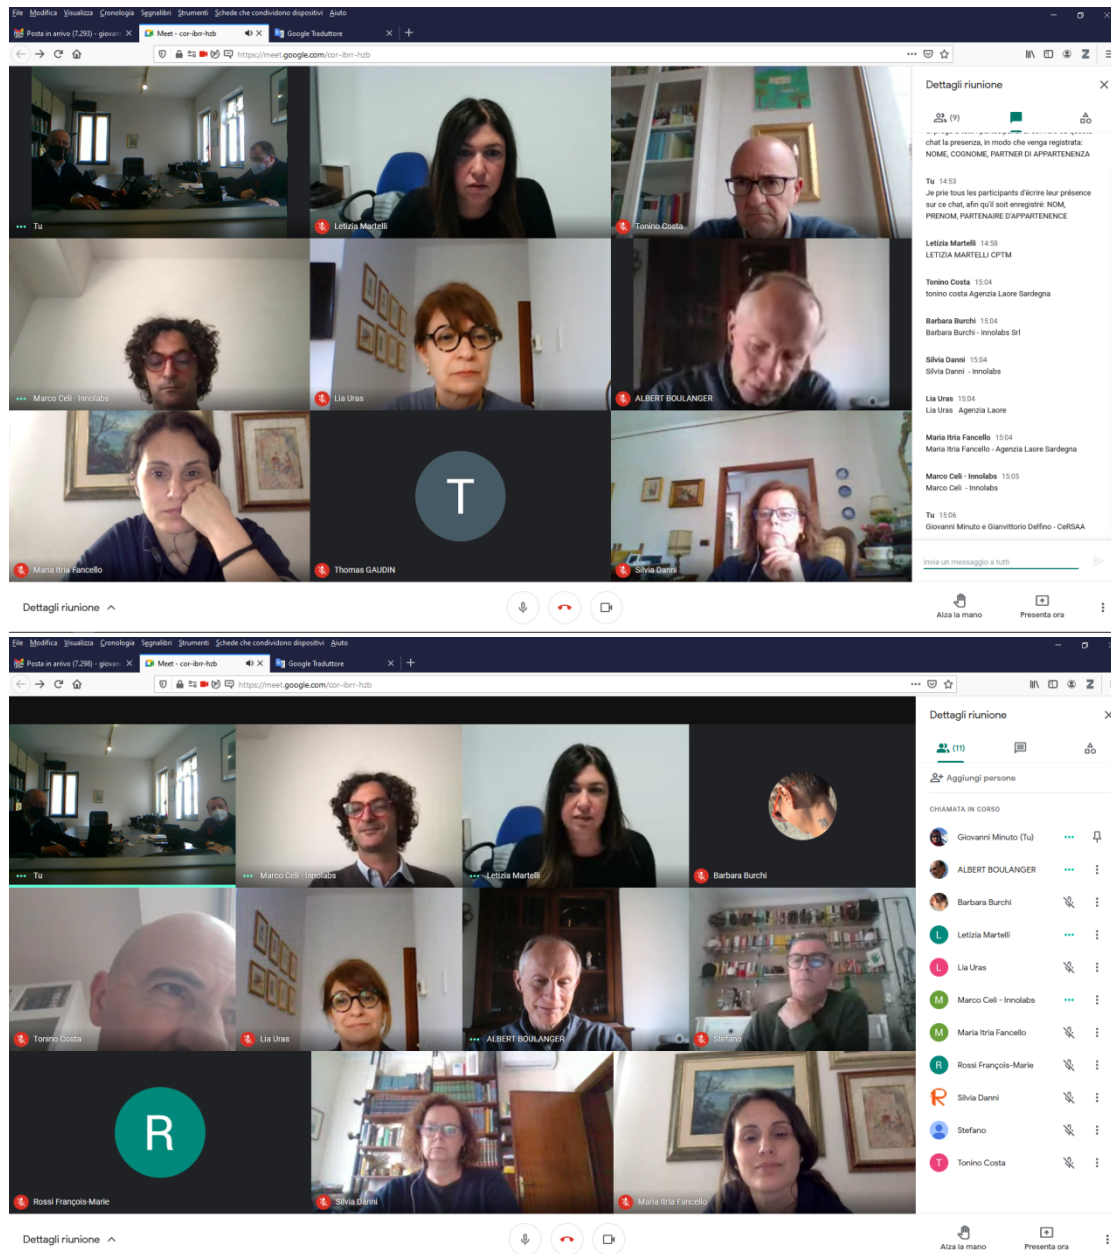 File Modifica Visualizza Cronologia Segnalibri Strumenti Schede che condividono dispositivi Aiuto
Posta in arrivo (7.293) - giovan
Meet - cor-ibrr-hzb
Google Traduttore
https://meet.google.com/cor-ibrr-hzb
Tu
Letizia Martelli
Tonino Costa
Marco Celi - Innolabs
Lia Uras
ALBERT BOULANGER
Maria Itria Fancello
T
Thomas GAUDIN
Silvia Danni
Dettagli riunione
(9)
chat la presenza, in modo che venga registrata:
NOME, COGNOME, PARTNER DI APPARTENENZA
Tu 14:53
Je prie tous les participants d'écrire leur présence
sur ce chat, afin qu'il soit enregistré: NOM,
PRENOM, PARTENAIRE D'APPARTENENCE
Letizia Martelli 14:58
LETIZIA MARTELLI CPTM
Tonino Costa 15:04
tonino costa Agenzia Laore Sardegna
Barbara Burchi 15:04
Barbara Burchi - Innolabs Srl
Silvia Danni 15:04
Silvia Danni - Innolabs
Lia Uras 15:04
Lia Uras Agenzia Laore
Maria Itria Fancello 15:04
Maria Itria Fancello - Agenzia Laore Sardegna
Marco Celi - Innolabs 15:05
Marco Celi - Innolabs
Tu 15:06
Giovanni Minuto e Gianvittorio Delfino - CeRSAA
Invia un messaggio a tutti
Dettagli riunione
Alza la mano
Presenta ora
File Modifica Visualizza Cronologia Segnalibri Strumenti Schede che condividono dispositivi Aiuto
Posta in arrivo (7.298) - giovan
Meet - cor-ibrr-hzb
Google Traduttore
https://meet.google.com/cor-ibrr-hzb
Tu
Marco Celi - Innolabs
Letizia Martelli
Barbara Burchi
Tonino Costa
Lia Uras
ALBERT BOULANGER
Stefano
R
Rossi François-Marie
Silvia Danni
Maria Itria Fancello
Dettagli riunione
(11)
Aggiungi persone
CHIAMATA IN CORSO
Giovanni Minuto (Tu)
ALBERT BOULANGER
Barbara Burchi
L Letizia Martelli
L Lia Uras
M Marco Celi - Innolabs
M Maria Itria Fancello
R Rossi François-Marie
R Silvia Danni
Stefano
T Tonino Costa
Dettagli riunione
Alza la mano
Presenta ora